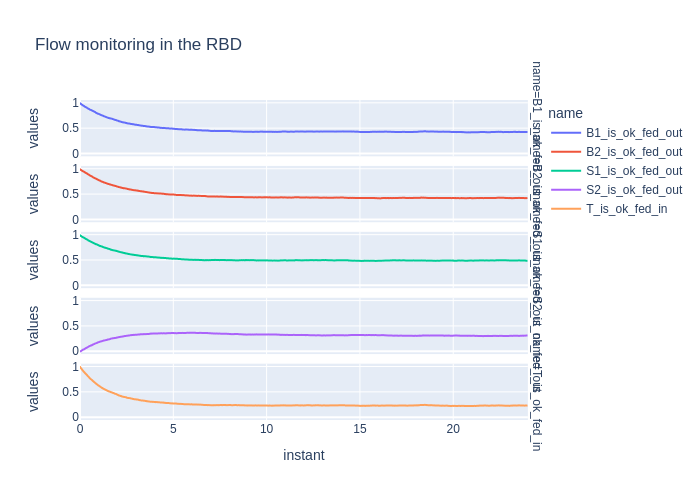 Flow monitoring in the RBD
values
1
0.5
0
values
1
0.5
0
values
1
0.5
0
values
1
0.5
0
values
1
0.5
0
0
5
10
15
20
instant
name
B1_is_ok_fed_out
B2_is_ok_fed_out
S1_is_ok_fed_out
S2_is_ok_fed_out
T_is_ok_fed_in
name=B1
ok_fed_in